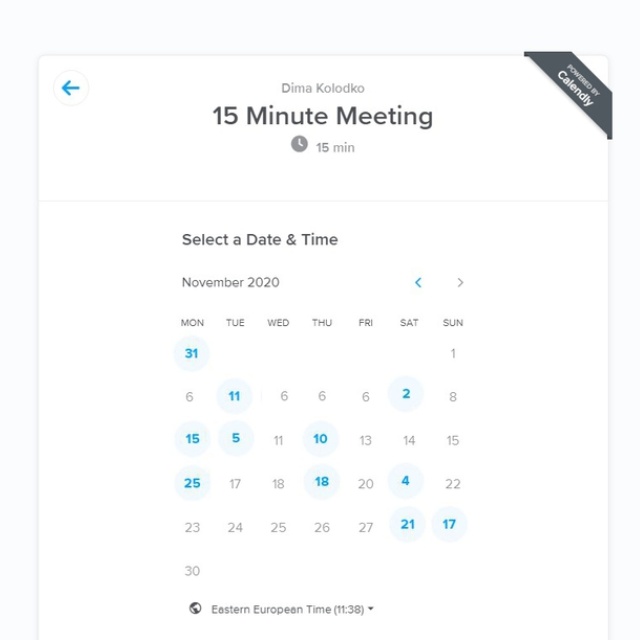 POWERED BY
Calendly
Dima Kolodko
15 Minute Meeting
15 min
Select a Date & Time
November 2020
MON TUE WED THU FRI SAT SUN
31 1
6 11 6 6 6 2 8
15 5 11 10 13 14 15
25 17 18 18 20 4 22
23 24 25 26 27 21 17
30
Eastern European Time (11:38)